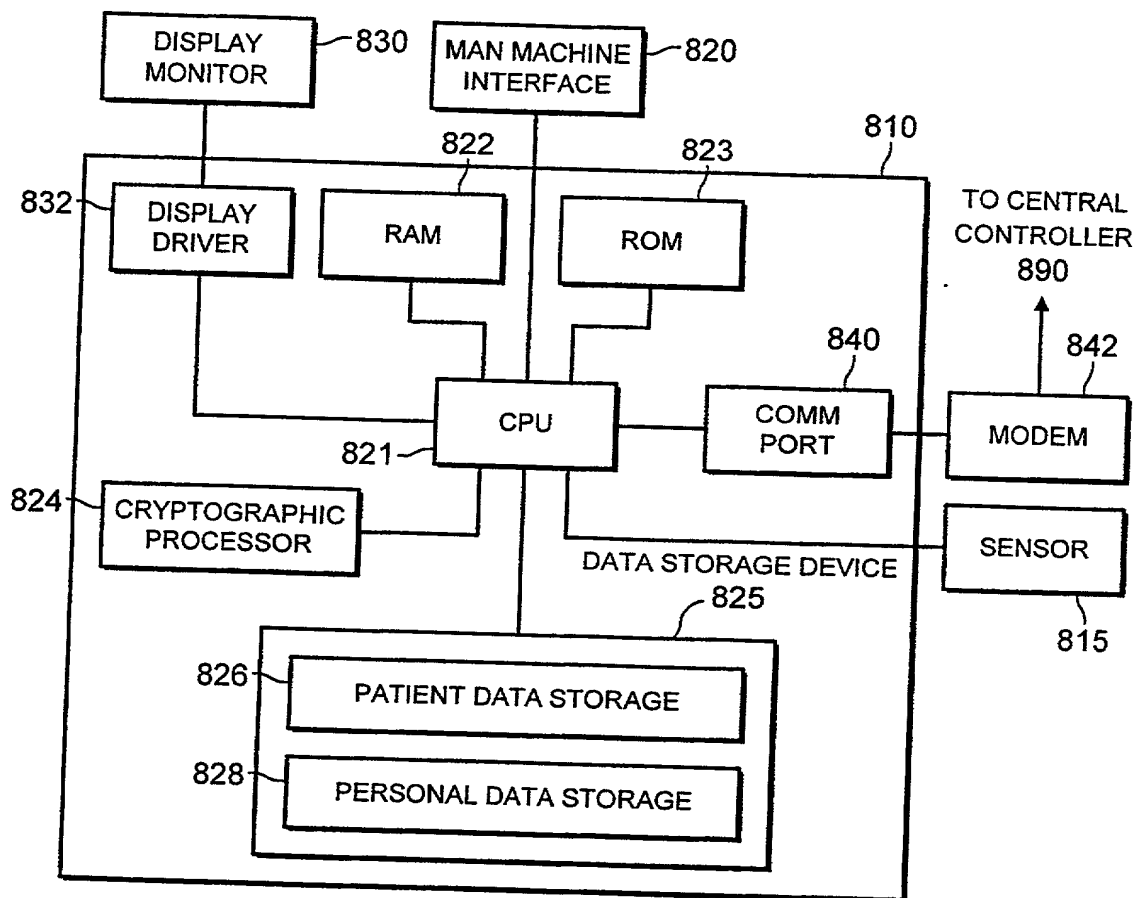 DISPLAY
MONITOR
830
MAN MACHINE
INTERFACE
820
810
822
823
832
DISPLAY
DRIVER
RAM
ROM
TO CENTRAL
CONTROLLER
890
840
842
CPU
821
COMM
PORT
MODEM
824
CRYPTOGRAPHIC
PROCESSOR
SENSOR
815
DATA STORAGE DEVICE
825
826
PATIENT DATA STORAGE
828
PERSONAL DATA STORAGE